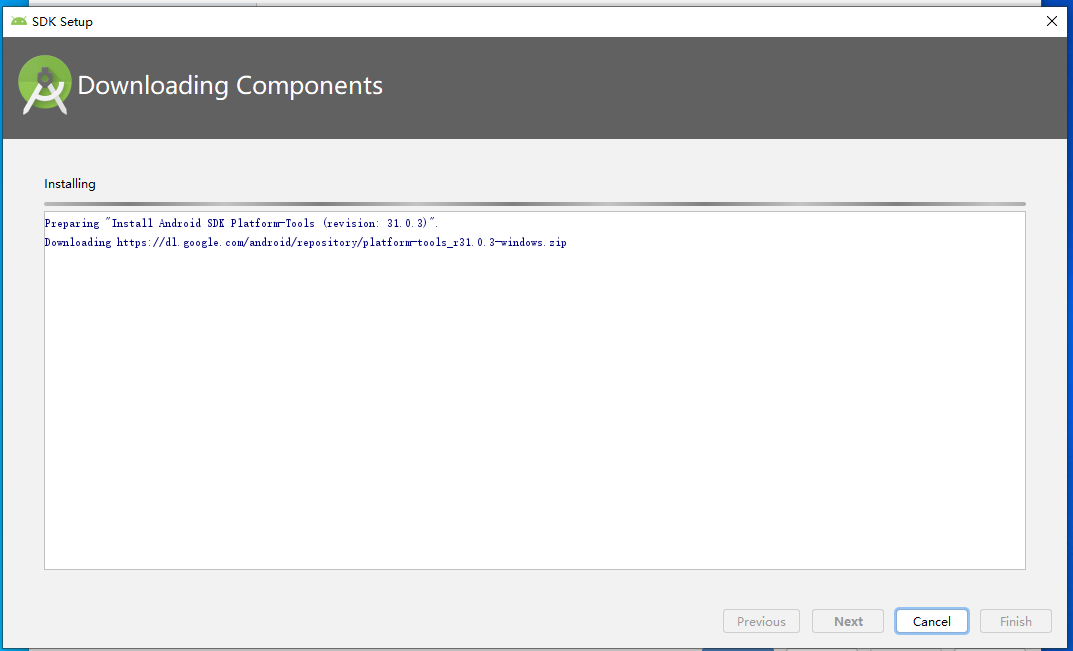 SDK Setup
Downloading Components
Installing
Preparing "Install Android SDK Platform-Tools (revision: 31.0.3)".
Downloading https://dl.google.com/android/repository/platform-tools_r31.0.3-windows.zip
Previous
Next
Cancel
Finish